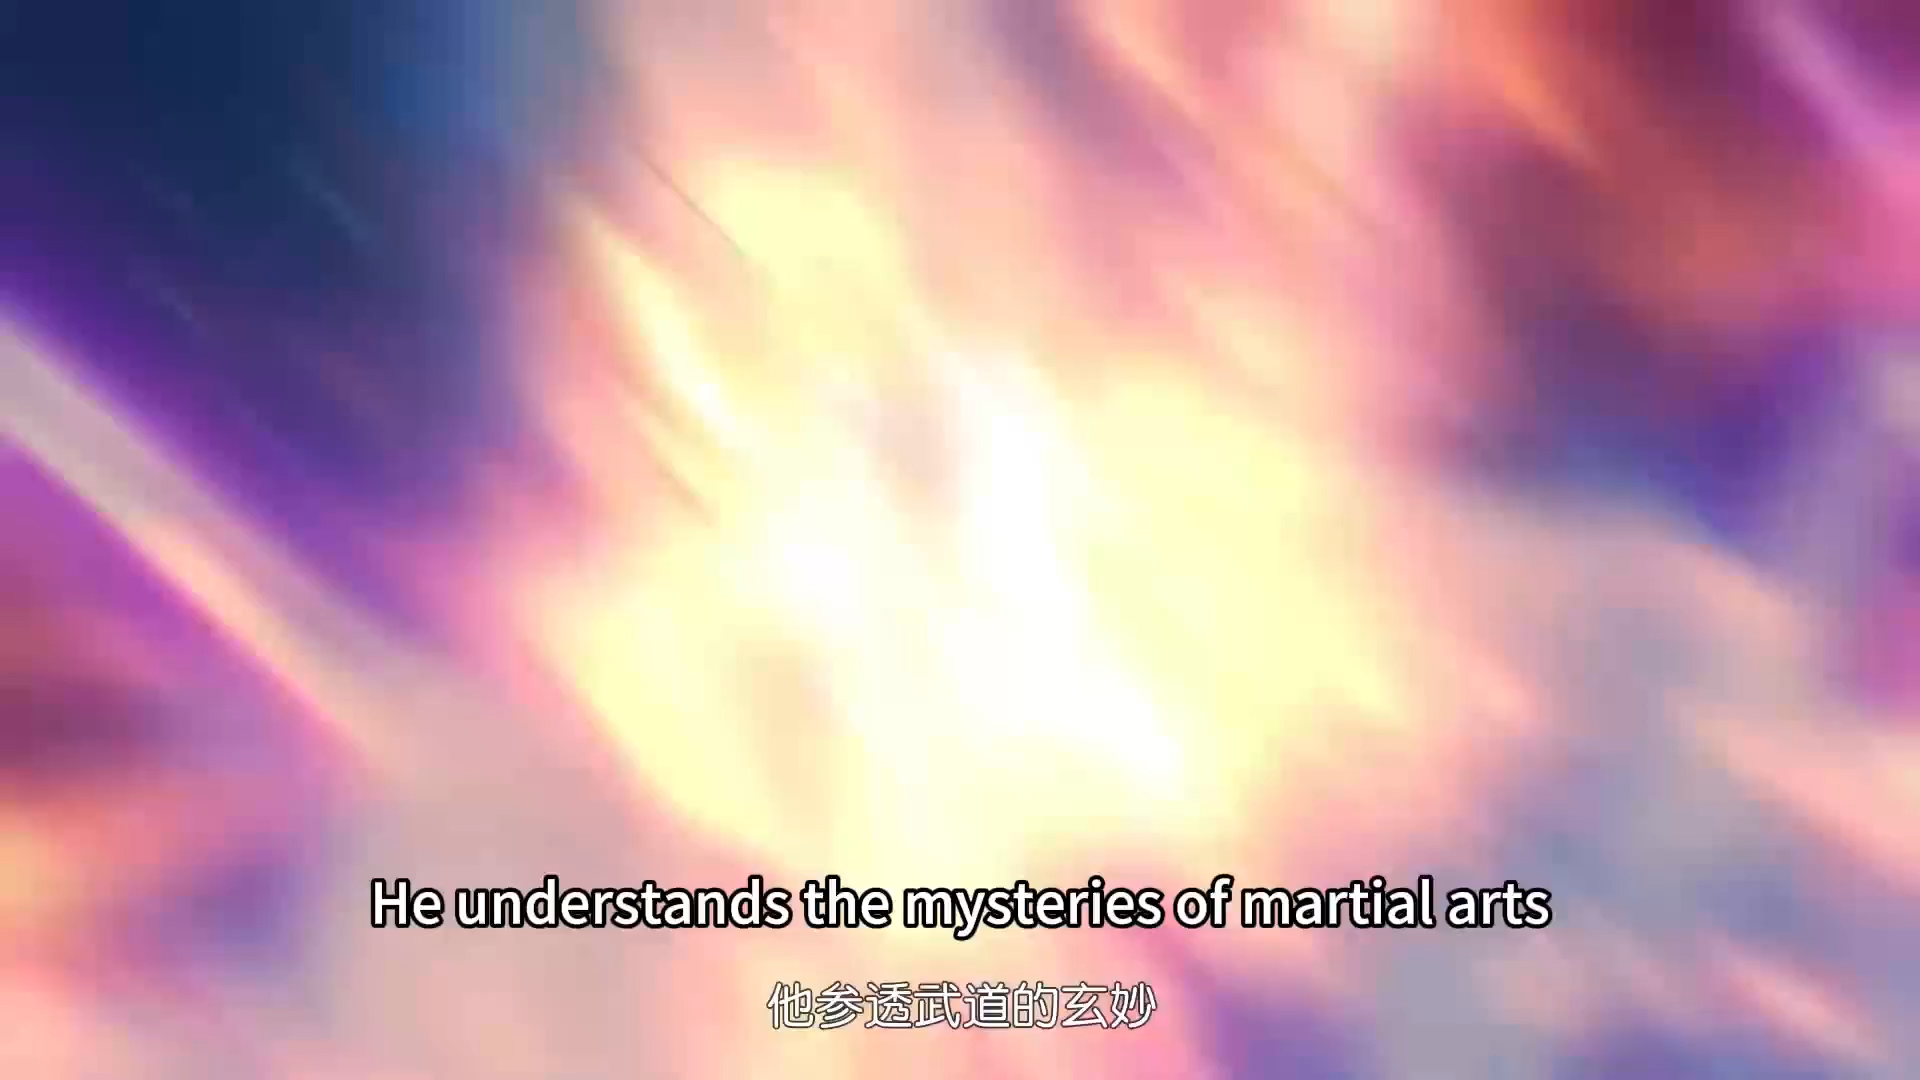 He understands the mysteries of martial arts
他参透武道的玄妙